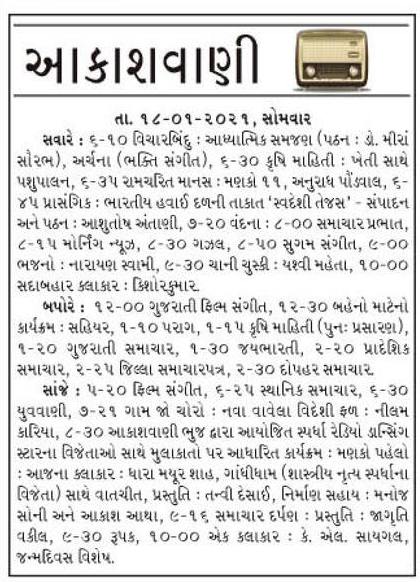 આકાશવાણી
તા. ૧૮-૦૧-૨૦૨૧, સોમવાર
સવારે : ૬-૧૦ વિચારબિંદુ : આધ્યાત્મિક સમજણ (પઠન : ડો. મીરાં
સૌરભ), અર્ચના (ભક્તિ સંગીત), ૬-૩૦ કૃષિ માહિતી : ખેતી સાથે
પશુપાલન, ૬-૩૫ રામચરિત માનસ : મણકો ૧૧, અનુરાધ પૌંડવાલ, ૬-
૪૫ પ્રાસંગિક : ભારતીય હવાઈ દળની તાકાત 'સ્વદેશી તેજસ' - સંપાદન
અને પઠન : આશુતોષ અંતાણી, ૭-૨૦ વંદના : ૮-૦૦ સમાચાર પ્રભાત,
૮-૧૫ મોર્નિંગ ન્યૂઝ, ૮-૩૦ ગઝલ, ૮-૫૦ સુગમ સંગીત, ૯-૦૦
ભજનો : નારાયણ સ્વામી, ૯-૩૦ ચાની ચુસ્કી : યશ્વી મહેતા, ૧૦-૦૦
સદાબહાર કલાકાર : કિશોરકુમાર.
બપોરે : ૧૨-૦૦ ગુજરાતી ફિલ્મ સંગીત, ૧૨-૩૦ બહેનો માટેનો
કાર્યક્રમ : સહિયર, ૧-૧૦ પરાગ, ૧-૧૫ કૃષિ માહિતી (પુનઃ પ્રસારણ),
૧-૨૦ ગુજરાતી સમાચાર, ૧-૩૦ જયભારતી, ૨-૨૦ પ્રાદેશિક
સમાચાર, ૨-૨૫ જિલ્લા સમાચારપત્ર, ૨-૩૦ દોપહર સમાચાર.
સાંજે : ૫-૨૦ ફિલ્મ સંગીત, ૬-૨૫ સ્થાનિક સમાચાર, ૬-૩૦
યુવવાણી, ૭-૨૧ ગામ જો ચોરો : નવા વાવેલા વિદેશી ફળ : નીલમ
કારિયા, ૮-૩૦ આકાશવાણી ભુજ દ્વારા આયોજિત સ્પર્ધા રેડિયો ડાન્સિંગ
સ્ટારના વિજેતાઓ સાથે મુલાકાતો પર આધારિત કાર્યક્રમ : મણકો પહેલો
: આજના કલાકાર : ધારા મયૂર શાહ, ગાંધીધામ (શાસ્ત્રીય નૃત્ય સ્પર્ધાના
વિજેતા) સાથે વાતચીત, પ્રસ્તુતિ : તન્વી દેસાઈ, નિર્માણ સહાય : મનોજ
સોની અને આકાશ આથા, ૯-૧૬ સમાચાર દર્પણ : પ્રસ્તુતિ : જાગૃતિ
વકીલ, ૯-૩૦ રૂપક, ૧૦-૦૦ એક કલાકાર : કે. એલ. સાયગલ,
જન્મદિવસ વિશેષ.